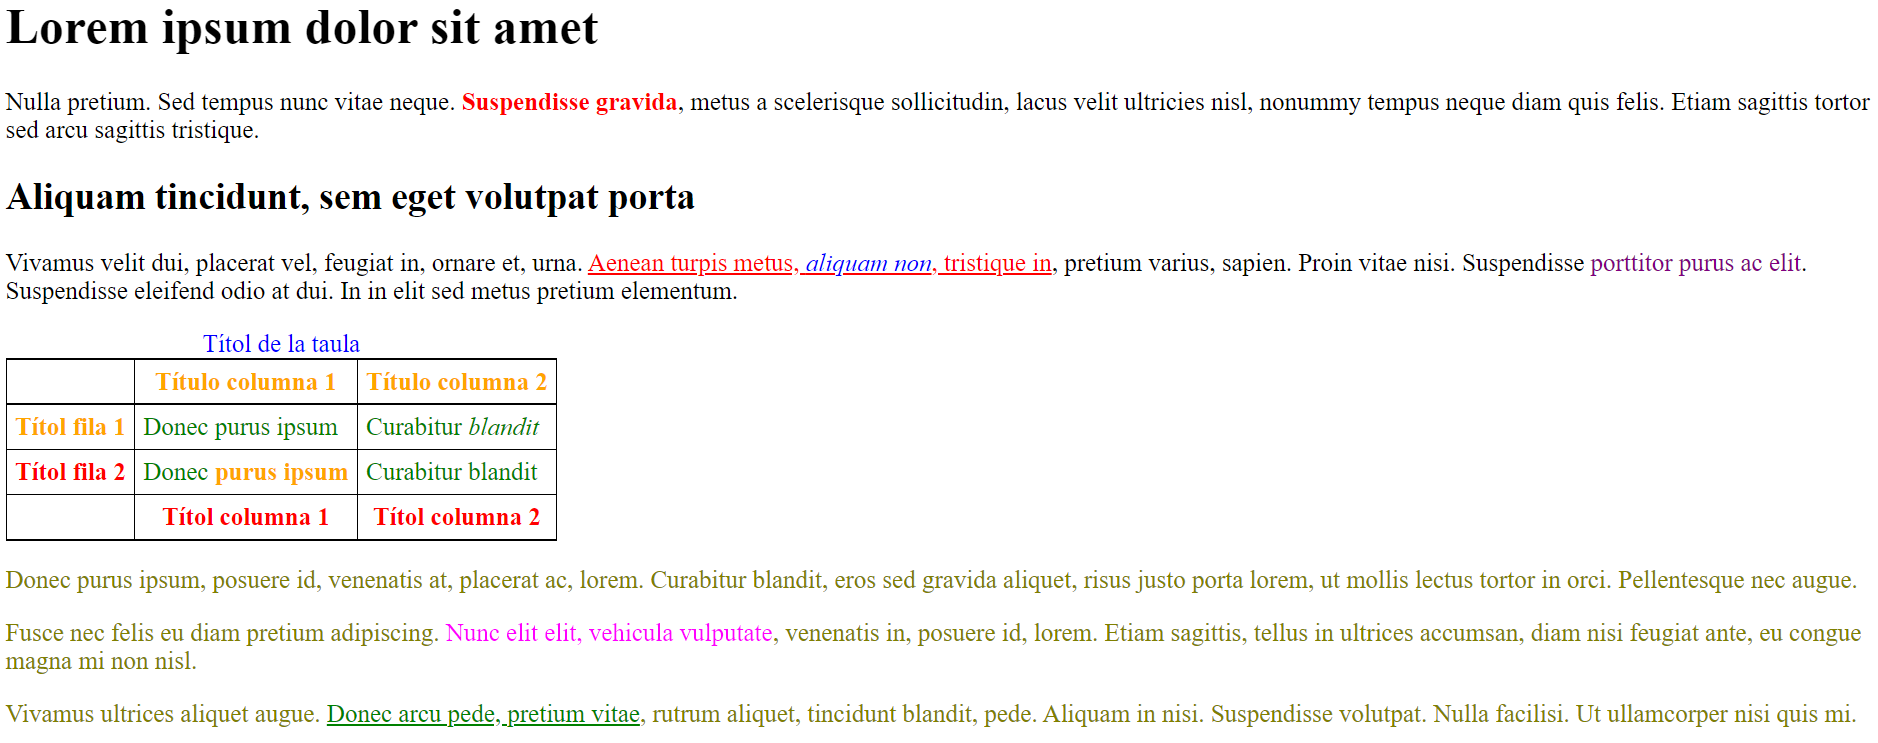 Lorem ipsum dolor sit amet
Nulla pretium. Sed tempus nunc vitae neque. Suspendisse gravida, metus a scelerisque sollicitudin, lacus velit ultricies nisl, nonummy tempus neque diam quis felis. Etiam sagittis tortor
sed arcu sagittis tristique.
Aliquam tincidunt, sem eget volutpat porta
Vivamus velit dui, placerat vel, feugiat in, ornare et, urna. Aenean turpis metus, aliquam non, tristique in, pretium varius, sapien. Proin vitae nisi. Suspendisse porttitor purus ac elit.
Suspendisse eleifend odio at dui. In in elit sed metus pretium elementum.
Títol de la taula
Título columna 1 Título columna 2
Títol fila 1 Donec purus ipsum Curabitur blandit
Títol fila 2 Donec purus ipsum Curabitur blandit
Títol columna 1 Títol columna 2
Donec purus ipsum, posuere id, venenatis at, placerat ac, lorem. Curabitur blandit, eros sed gravida aliquet, risus justo porta lorem, ut mollis lectus tortor in orci. Pellentesque nec augue.
Fusce nec felis eu diam pretium adipiscing. Nunc elit elit, vehicula vulputate, venenatis in, posuere id, lorem. Etiam sagittis, tellus in ultrices accumsan, diam nisi feugiat ante, eu congue
magna mi non nisl.
Vivamus ultrices aliquet augue. Donec arcu pede, pretium vitae, rutrum aliquet, tincidunt blandit, pede. Aliquam in nisi. Suspendisse volutpat. Nulla facilisi. Ut ullamcorper nisi quis mi.